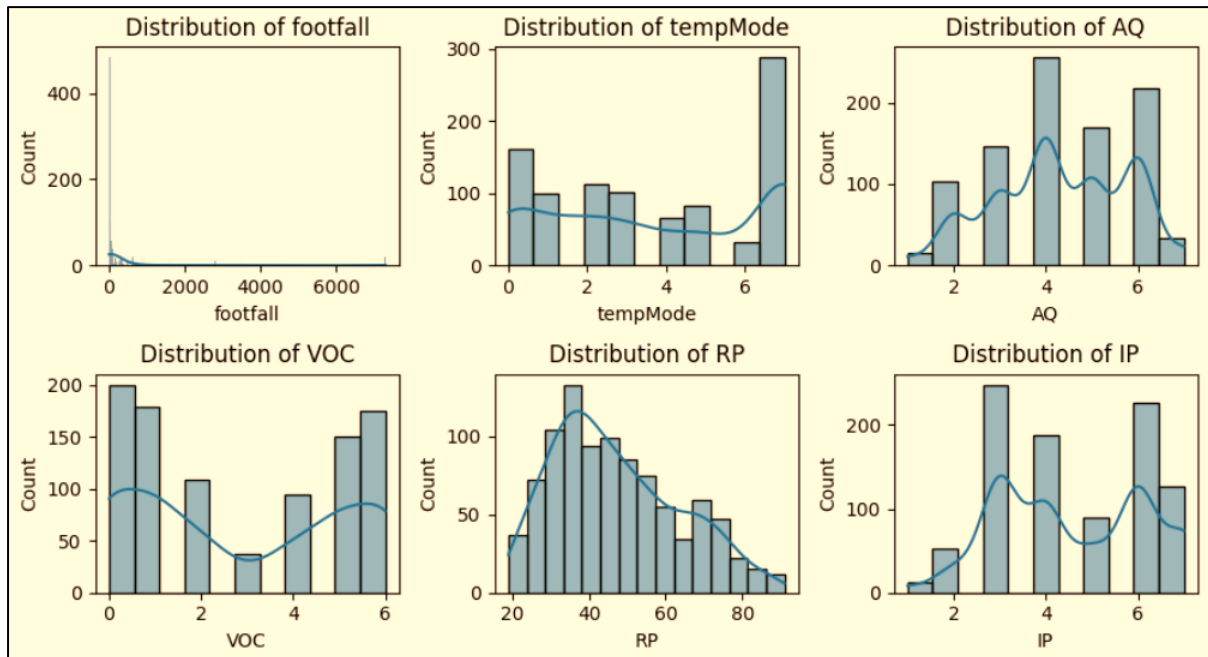 Distribution of footfall
Count
400
200
0
0 2000 4000 6000
footfall
Distribution of tempMode
Count
300
200
100
0
0 2 4 6
tempMode
Distribution of AQ
Count
200
100
0
2 4 6
AQ
Distribution of VOC
Count
200
150
100
50
0
0 2 4 6
VOC
Distribution of RP
Count
100
50
0
20 40 60 80
RP
Distribution of IP
Count
200
100
0
2 4 6
IP